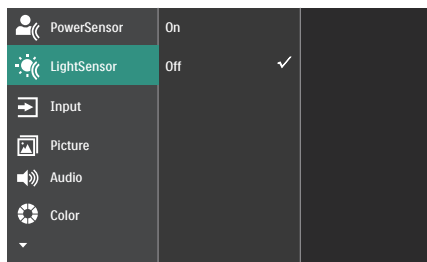 PowerSensor
On
LightSensor
Off
Input
Picture
Audio
Color